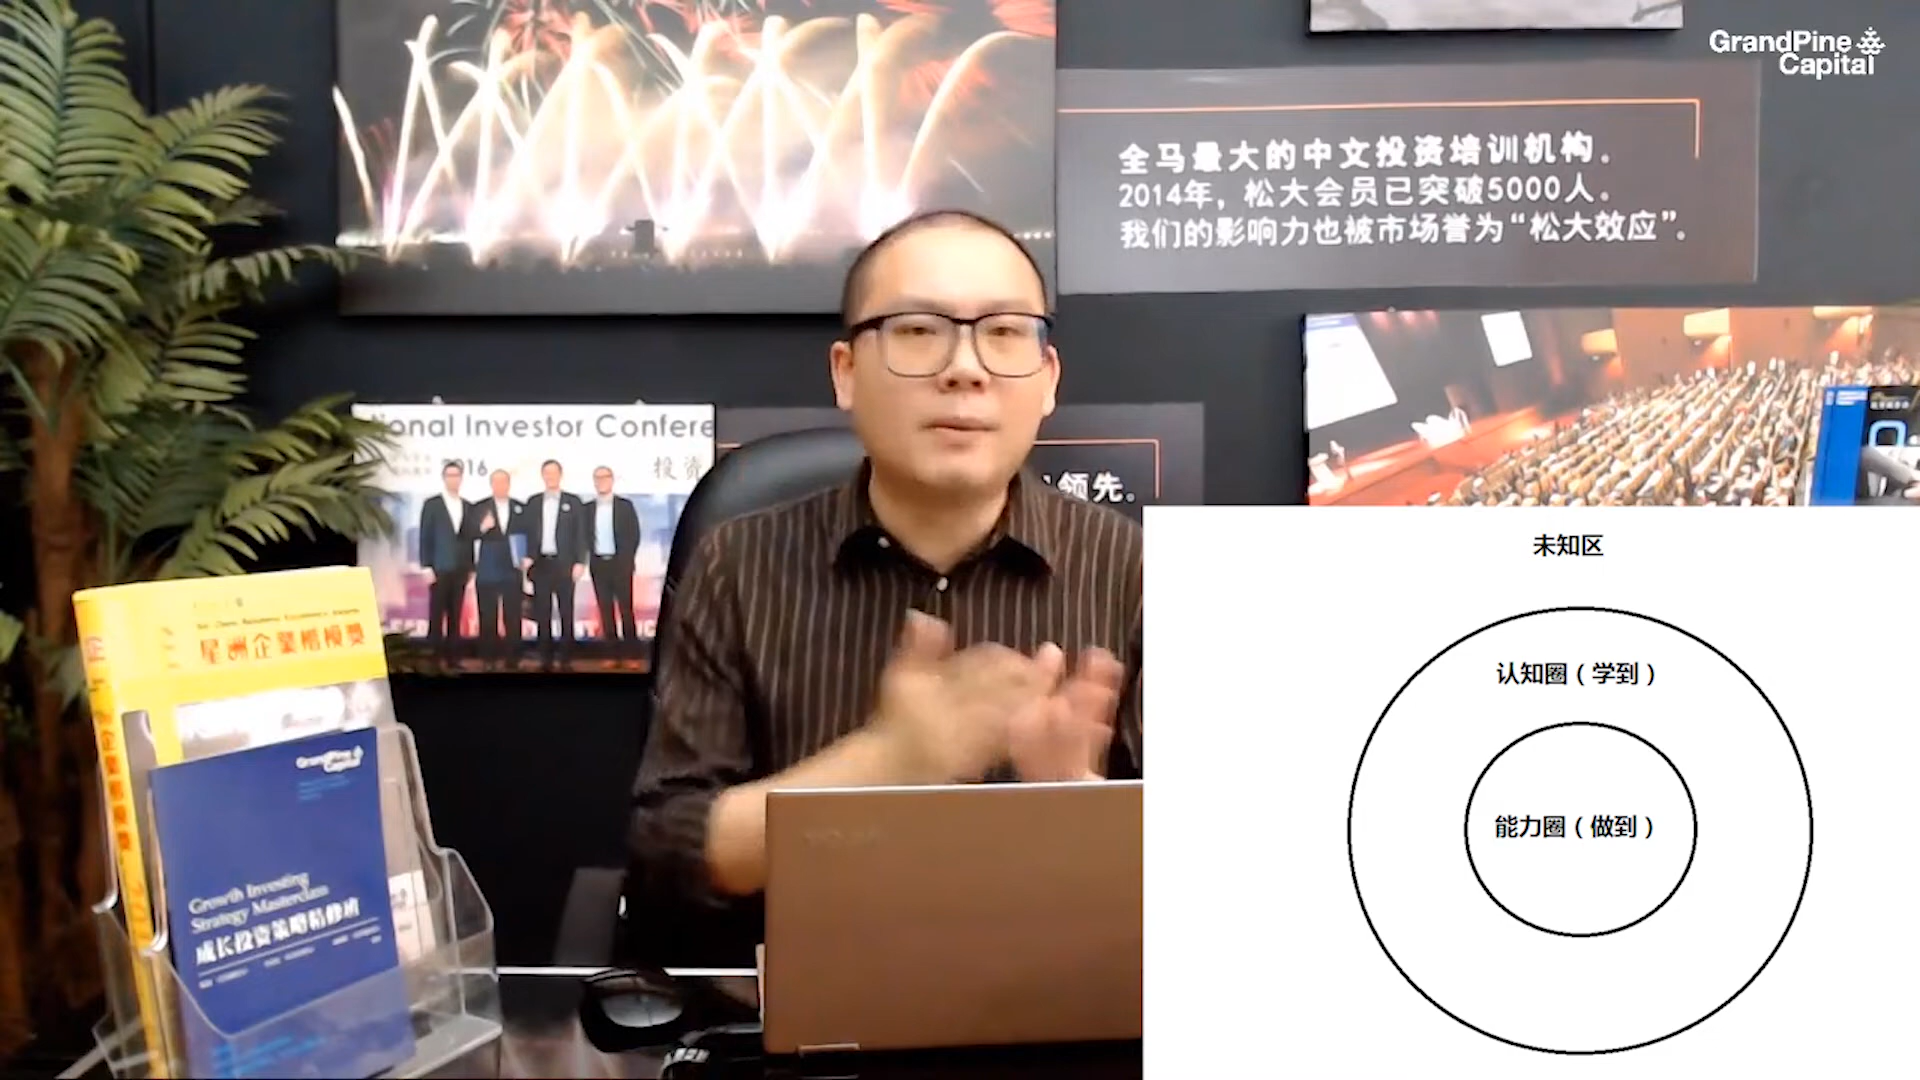 GrandPine
Capital
全马最大的中文投资培训机构。
2014年，松大会员已突破5000人。
我们的影响力也被市场誉为“松大效应”。
onal Investor Confere
2016
投资
领先。
未知区
认知圈（学到）
能力圈（做到）
星洲企業楷模獎
GrandPine
Capital
Growth Investing
Strategy Masterclass
成长投资策略精修班